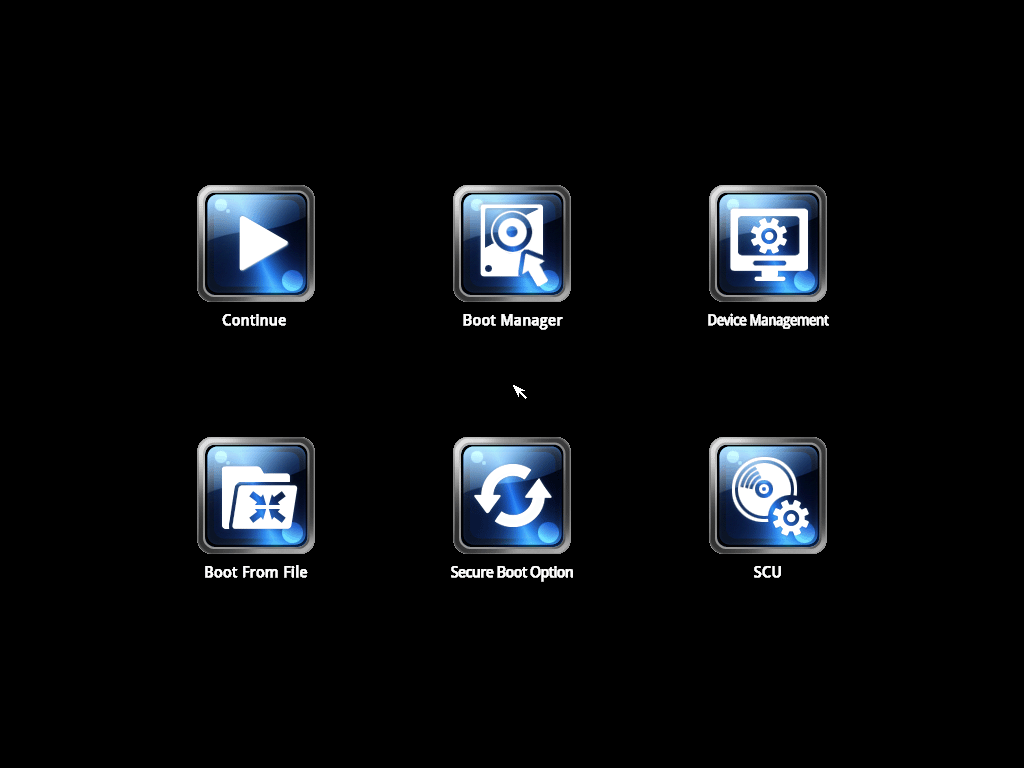 Continue
Boot Manager
Device Management
Boot From File
Secure Boot Option
SCU